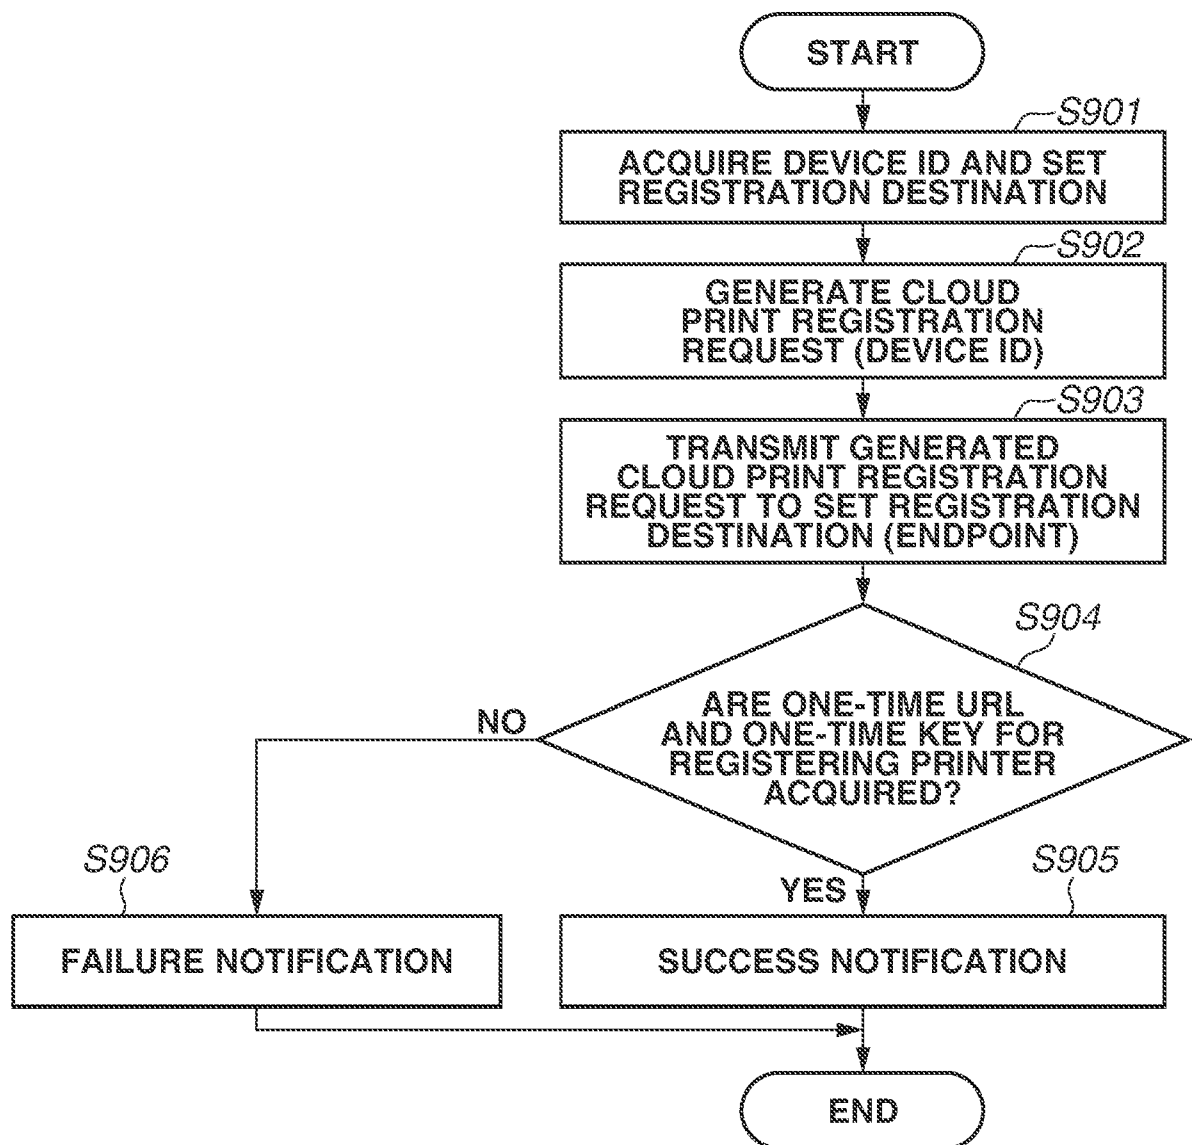 START
S901
ACQUIRE DEVICE ID AND SET
REGISTRATION DESTINATION
S902
GENERATE CLOUD
PRINT REGISTRATION
REQUEST (DEVICE ID)
S903
TRANSMIT GENERATED
CLOUD PRINT REGISTRATION
REQUEST TO SET REGISTRATION
DESTINATION (ENDPOINT)
S904
ARE ONE-TIME URL
AND ONE-TIME KEY FOR
REGISTERING PRINTER
ACQUIRED?
NO
YES
S906
FAILURE NOTIFICATION
S905
SUCCESS NOTIFICATION
END